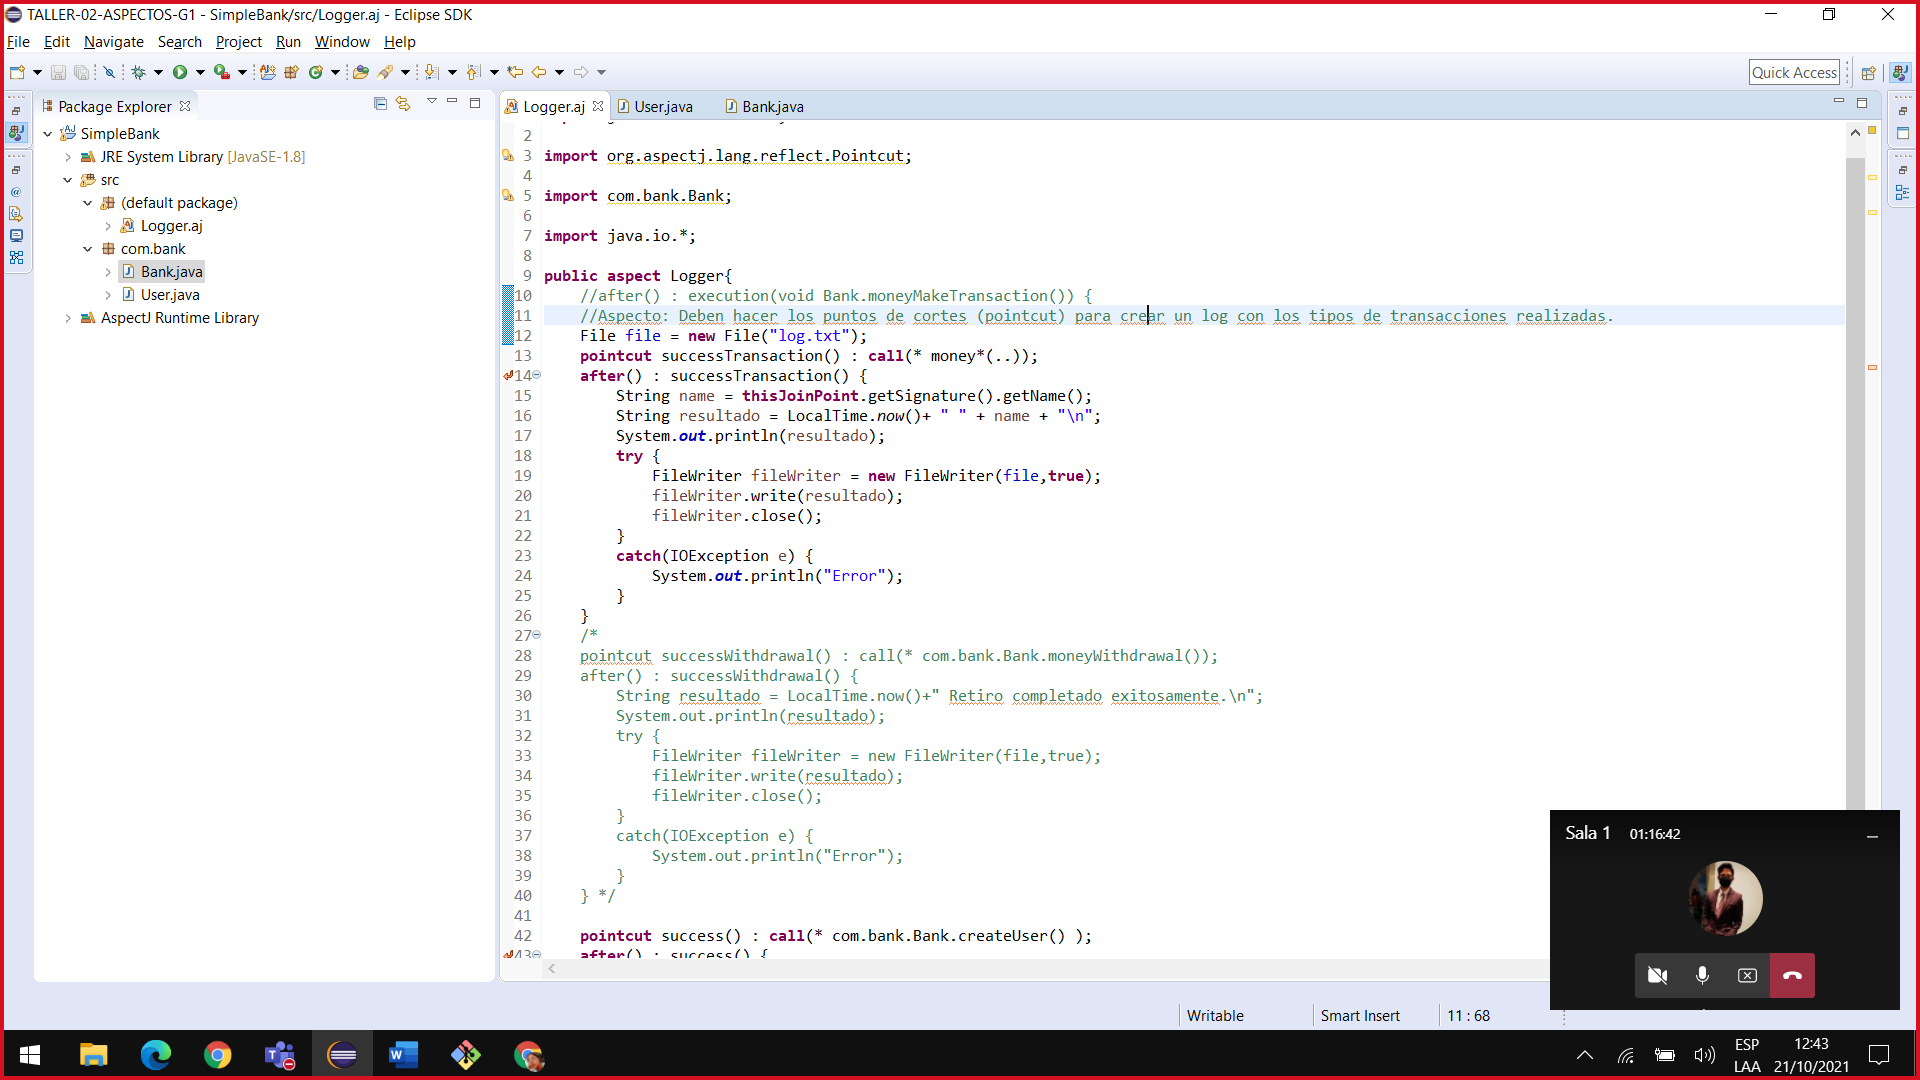 TALLER-02-ASPECTOS-G1 - SimpleBank/src/Logger.aj - Eclipse SDK
File Edit Navigate Search Project Run Window Help
Quick Access
Package Explorer
SimpleBank
JRE System Library [JavaSE-1.8]
src
(default package)
Logger.aj
com.bank
Bank.java
User.java
AspectJ Runtime Library
Logger.aj User.java Bank.java
2
3 import org.aspectj.lang.reflect.Pointcut;
4
5 import com.bank.Bank;
6
7 import java.io.*;
8
9 public aspect Logger{
10 //after() : execution(void Bank.moneyMakeTransaction()) {
11 //Aspecto: Deben hacer los puntos de cortes (pointcut) para crear un log con los tipos de transacciones realizadas.
12 File file = new File("log.txt");
13 pointcut successTransaction() : call(* money*(..));
14 after() : successTransaction() {
15 String name = thisJoinPoint.getSignature().getName();
16 String resultado = LocalTime.now()+ " " + name + "\n";
17 System.out.println(resultado);
18 try {
19 FileWriter fileWriter = new FileWriter(file,true);
20 fileWriter.write(resultado);
21 fileWriter.close();
22 }
23 catch(IOException e) {
24 System.out.println("Error");
25 }
26 }
27 /*
28 pointcut successWithdrawal() : call(* com.bank.Bank.moneyWithdrawal());
29 after() : successWithdrawal() {
30 String resultado = LocalTime.now()+" Retiro completado exitosamente.\n";
31 System.out.println(resultado);
32 try {
33 FileWriter fileWriter = new FileWriter(file,true);
34 fileWriter.write(resultado);
35 fileWriter.close();
36 }
37 catch(IOException e) {
38 System.out.println("Error");
39 }
40 } */
41
42 pointcut success() : call(* com.bank.Bank.createUser() );
43 after() : success() {
Sala 1 01:16:42
Writable Smart Insert 11 : 68
ESP
LAA
12:43
21/10/2021